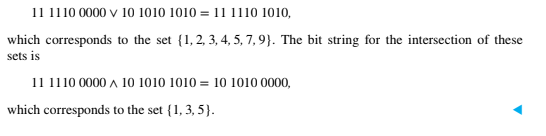 11 1110 0000 ∨ 10 1010 1010 = 11 1110 1010,
which corresponds to the set {1, 2, 3, 4, 5, 7, 9}. The bit string for the intersection of these
sets is
11 1110 0000 ∧ 10 1010 1010 = 10 1010 0000,
which corresponds to the set {1, 3, 5}.